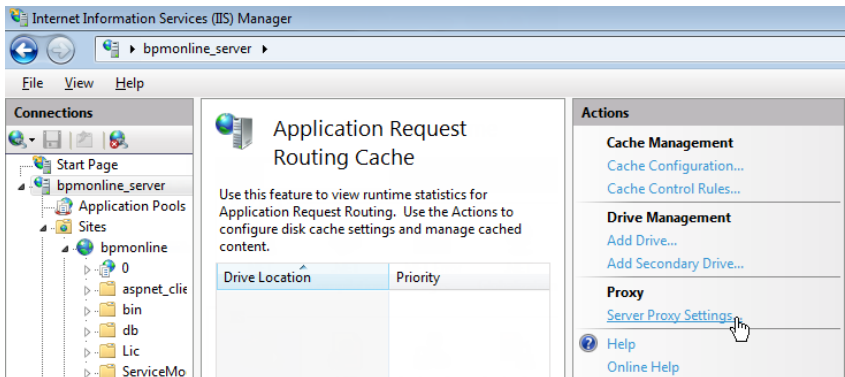 Internet Information Services (IIS) Manager
bpmonline_server
File View Help
Connections
Start Page
bpmonline_server
Application Pools
Sites
bpmonline
0
aspnet_clie
bin
db
Lic
ServiceMo
Application Request
Routing Cache
Use this feature to view runtime statistics for
Application Request Routing. Use the Actions to
configure disk cache settings and manage cached
content.
Drive Location Priority
Actions
Cache Management
Cache Configuration...
Cache Control Rules...
Drive Management
Add Drive...
Add Secondary Drive...
Proxy
Server Proxy Settings...
Help
Online Help